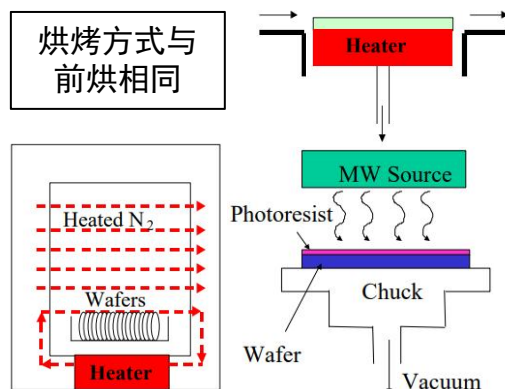 烘烤方式与
前烘相同
Heater
MW Source
Photoresist
Chuck
Wafer
Vacuum
Heated N₂
Wafers
Heater